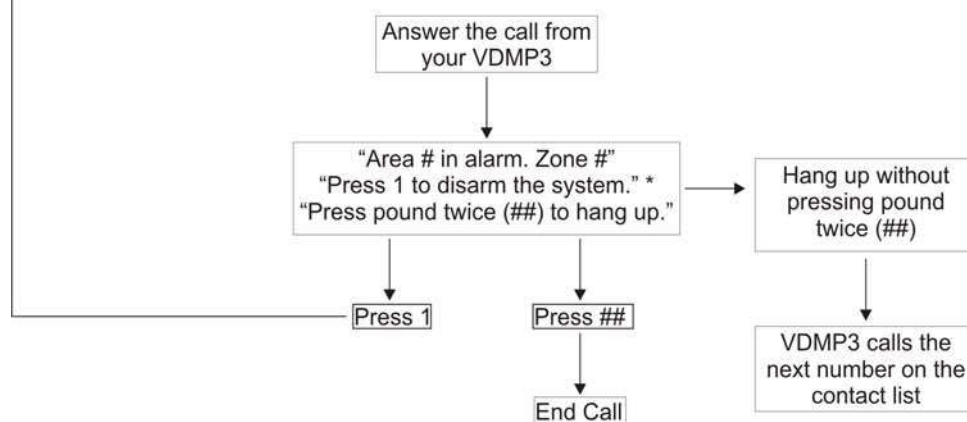 Answer the call from
your VDMP3
“Area # in alarm. Zone #”
“Press 1 to disarm the system.” *
“Press pound twice (##) to hang up.”
Hang up without
pressing pound
twice (##)
Press 1
Press ##
VDMP3 calls the
next number on the
contact list
End Call